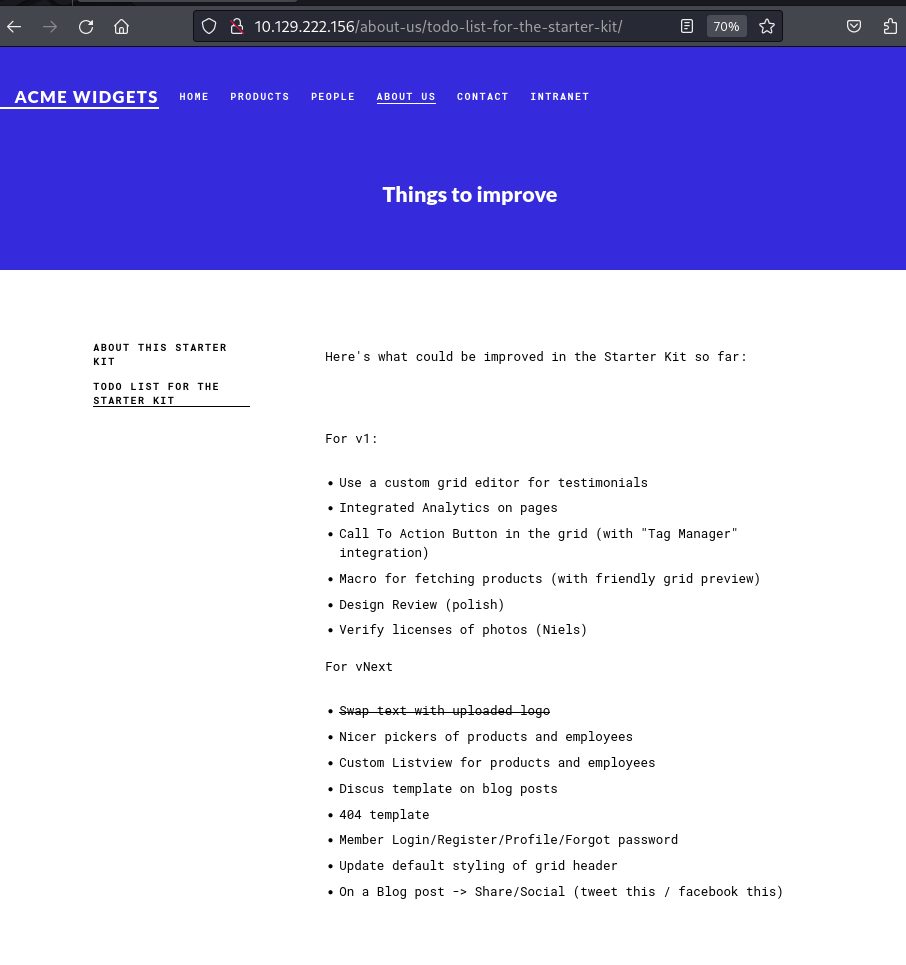 10.129.222.156/about-us/todo-list-for-the-starter-kit/
70%
ACME WIDGETS
HOME
PRODUCTS
PEOPLE
ABOUT US
CONTACT
INTRANET
Things to improve
ABOUT THIS STARTER
KIT
TODO LIST FOR THE
STARTER KIT
Here's what could be improved in the Starter Kit so far:
For v1:
• Use a custom grid editor for testimonials
• Integrated Analytics on pages
• Call To Action Button in the grid (with "Tag Manager"
integration)
• Macro for fetching products (with friendly grid preview)
• Design Review (polish)
• Verify licenses of photos (Niels)
For vNext
• Swap text with uploaded logo
• Nicer pickers of products and employees
• Custom Listview for products and employees
• Discus template on blog posts
• 404 template
• Member Login/Register/Profile/Forgot password
• Update default styling of grid header
• On a Blog post -> Share/Social (tweet this / facebook this)